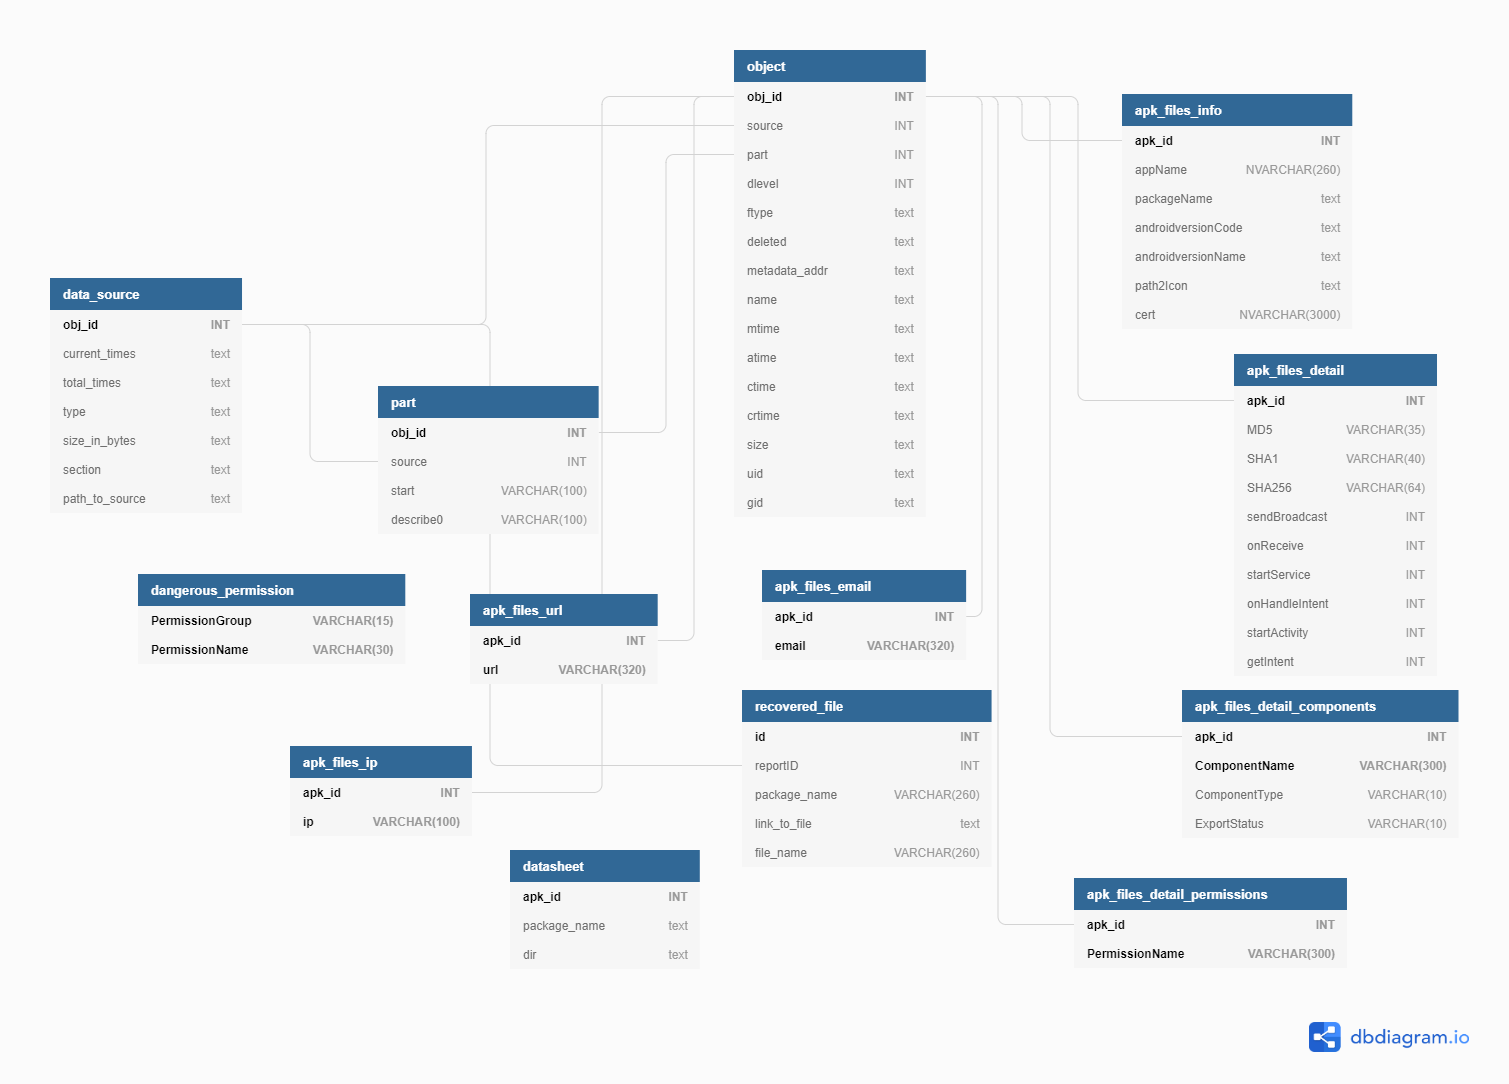 object
obj_id INT
source INT
part INT
dlevel INT
ftype text
deleted text
metadata_addr text
name text
mtime text
atime text
ctime text
crtime text
size text
uid text
gid text
apk_files_info
apk_id INT
appName NVARCHAR(260)
packageName text
androidversionCode text
androidversionName text
path2Icon text
cert NVARCHAR(3000)
data_source
obj_id INT
current_times text
total_times text
type text
size_in_bytes text
section text
path_to_source text
part
obj_id INT
source INT
start VARCHAR(100)
describe0 VARCHAR(100)
apk_files_detail
apk_id INT
MD5 VARCHAR(35)
SHA1 VARCHAR(40)
SHA256 VARCHAR(64)
sendBroadcast INT
onReceive INT
startService INT
onHandleIntent INT
startActivity INT
getIntent INT
dangerous_permission
PermissionGroup VARCHAR(15)
PermissionName VARCHAR(30)
apk_files_url
apk_id INT
url VARCHAR(320)
apk_files_email
apk_id INT
email VARCHAR(320)
recovered_file
id INT
reportID INT
package_name VARCHAR(260)
link_to_file text
file_name VARCHAR(260)
apk_files_detail_components
apk_id INT
ComponentName VARCHAR(300)
ComponentType VARCHAR(10)
ExportStatus VARCHAR(10)
apk_files_ip
apk_id INT
ip VARCHAR(100)
datasheet
apk_id INT
package_name text
dir text
apk_files_detail_permissions
apk_id INT
PermissionName VARCHAR(300)
dbdiagram.io